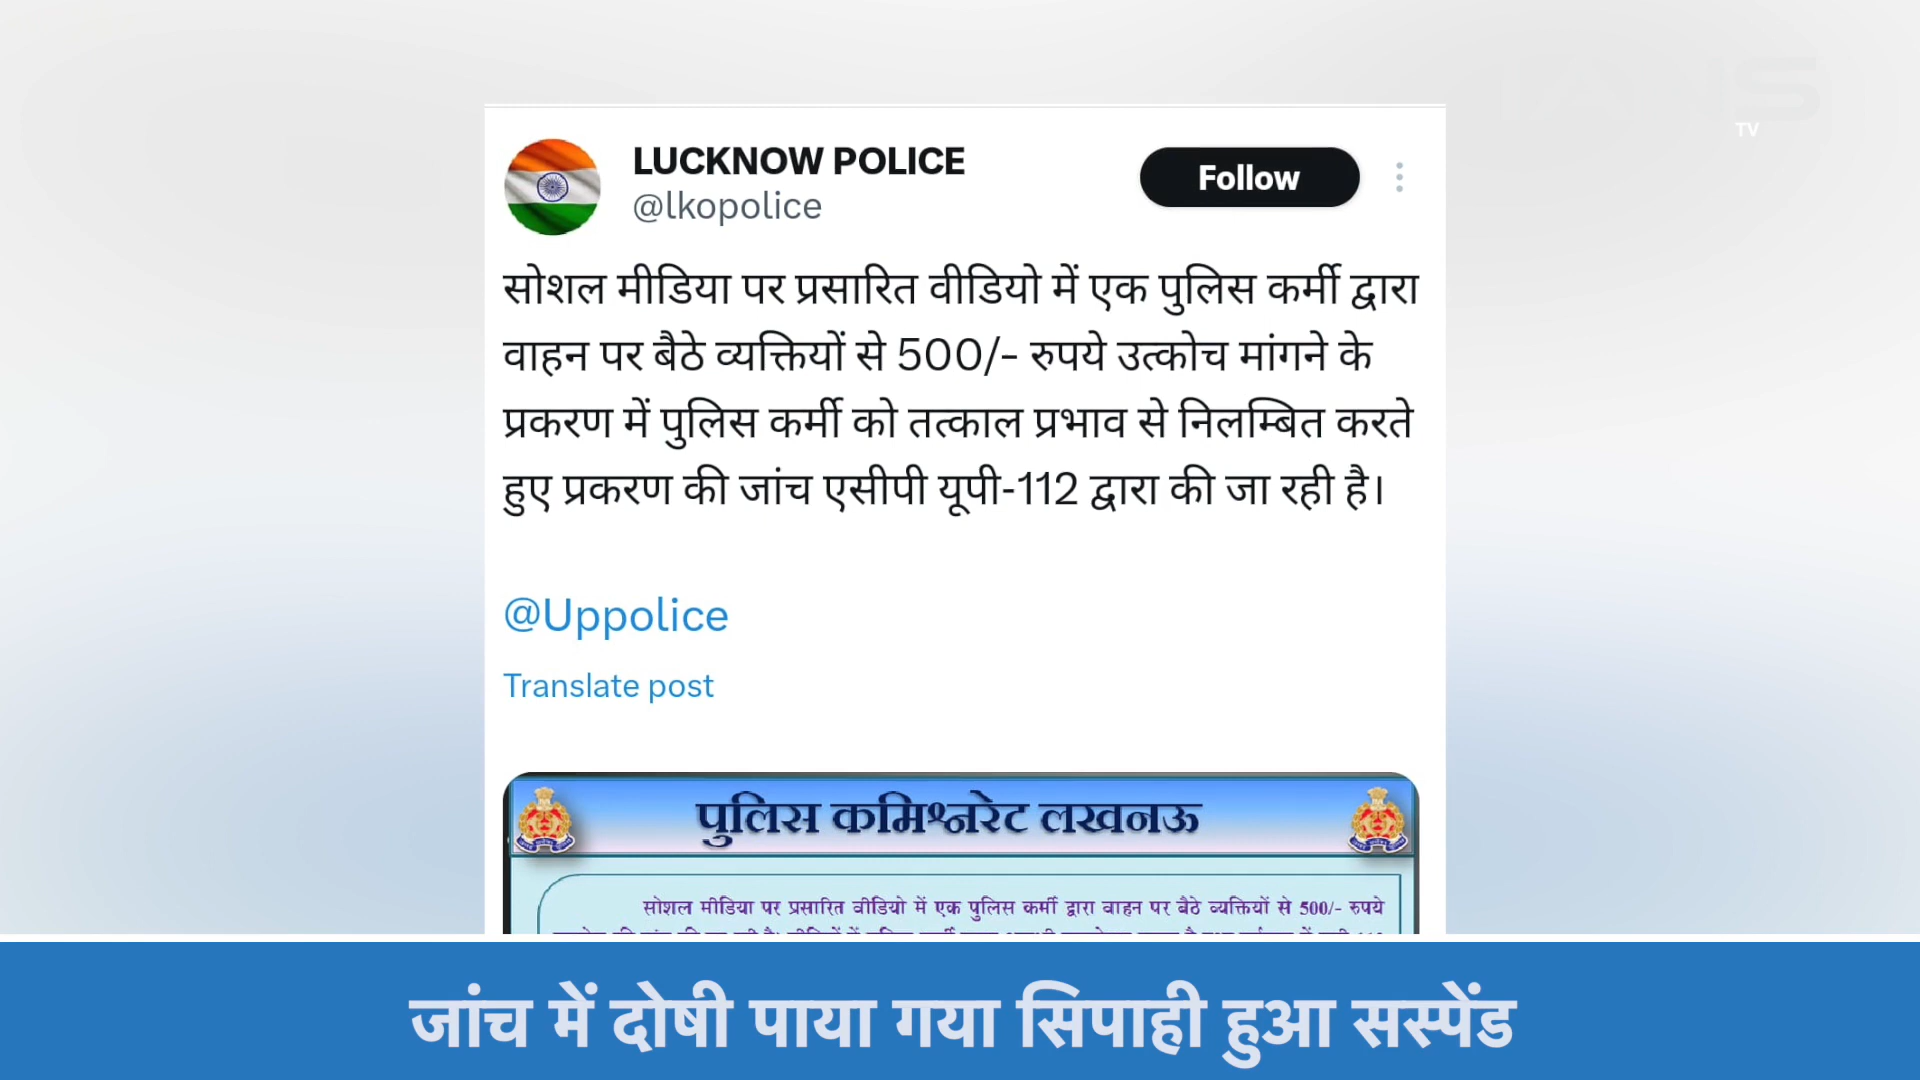 TV
LUCKNOW POLICE
@lkopolice
Follow
सोशल मीडिया पर प्रसारित वीडियो में एक पुलिस कर्मी द्वारा
वाहन पर बैठे व्यक्तियों से 500/- रुपये उत्कोच मांगने के
प्रकरण में पुलिस कर्मी को तत्काल प्रभाव से निलम्बित करते
हुए प्रकरण की जांच एसीपी यूपी-112 द्वारा की जा रही है।
@Uppolice
Translate post
पुलिस कमिश्नरेट लखनऊ
सोशल मीडिया पर प्रसारित वीडियो में एक पुलिस कर्मी द्वारा वाहन पर बैठे व्यक्तियों से 500/- रुपये
जांच में दोषी पाया गया सिपाही हुआ सस्पेंड